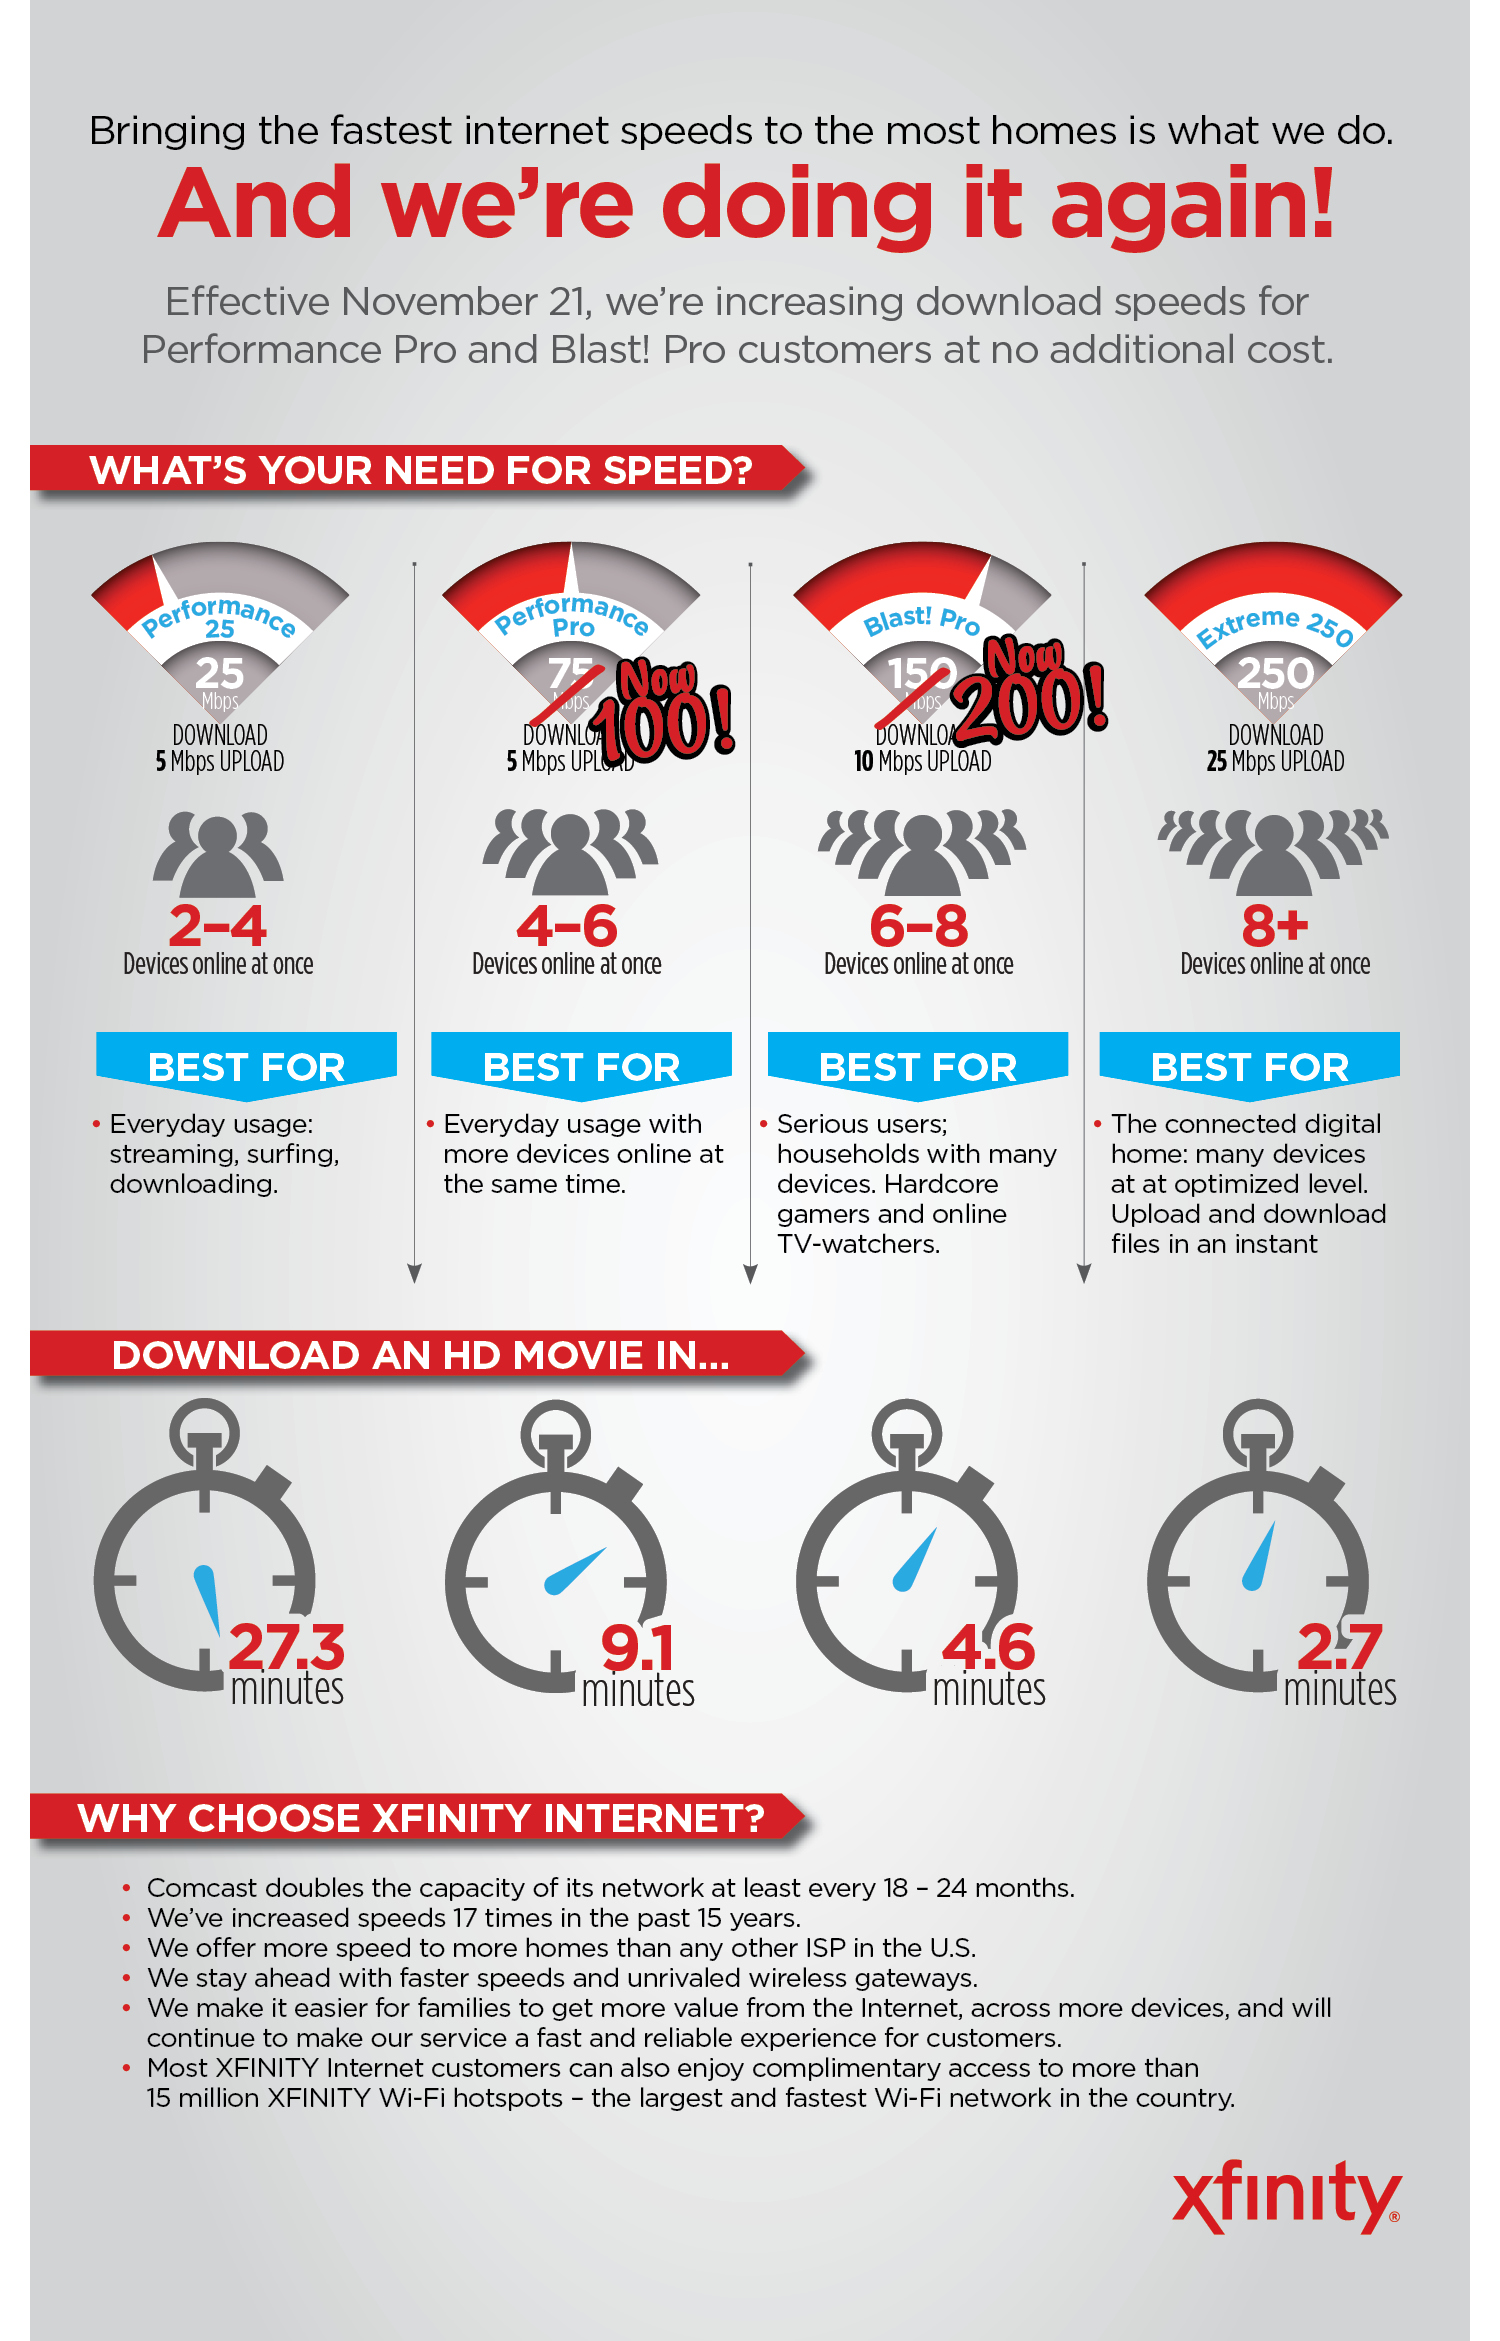 Bringing the fastest internet speeds to the most homes is what we do.
And we're doing it again!
Effective November 21, we're increasing download speeds for
Performance Pro and Blast! Pro customers at no additional cost.
WHAT'S YOUR NEED FOR SPEED?
Performance
25
25
Mbps
DOWNLOAD
5 Mbps UPLOAD
2–4
Devices online at once
BEST FOR
• Everyday usage:
streaming, surfing,
downloading.
Performance
Pro
75
Mbps
Now
100!
DOWNLOAD
5 Mbps UPLOAD
4–6
Devices online at once
BEST FOR
• Everyday usage with
more devices online at
the same time.
Blast! Pro
150
Mbps
Now
200!
DOWNLOAD
10 Mbps UPLOAD
6–8
Devices online at once
BEST FOR
• Serious users;
households with many
devices. Hardcore
gamers and online
TV-watchers.
Extreme 250
250
Mbps
DOWNLOAD
25 Mbps UPLOAD
8+
Devices online at once
BEST FOR
• The connected digital
home: many devices
at at optimized level.
Upload and download
files in an instant
DOWNLOAD AN HD MOVIE IN...
27.3
minutes
9.1
minutes
4.6
minutes
2.7
minutes
WHY CHOOSE XFINITY INTERNET?
• Comcast doubles the capacity of its network at least every 18 – 24 months.
• We've increased speeds 17 times in the past 15 years.
• We offer more speed to more homes than any other ISP in the U.S.
• We stay ahead with faster speeds and unrivaled wireless gateways.
• We make it easier for families to get more value from the Internet, across more devices, and will
continue to make our service a fast and reliable experience for customers.
• Most XFINITY Internet customers can also enjoy complimentary access to more than
15 million XFINITY Wi-Fi hotspots – the largest and fastest Wi-Fi network in the country.
xfinity®